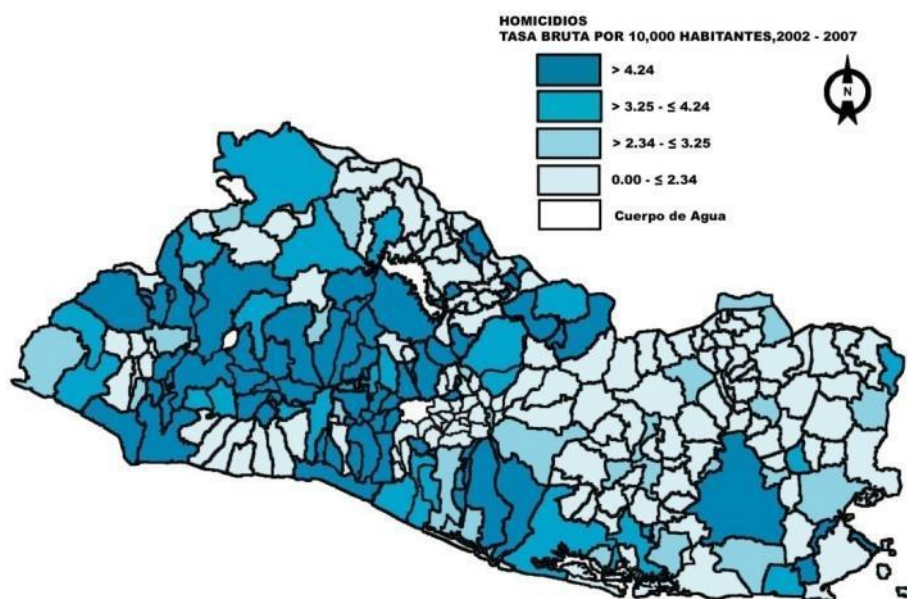 HOMICIDIOS
TASA BRUTA POR 10,000 HABITANTES,2002 - 2007
> 4.24
> 3.25 - ≤ 4.24
> 2.34 - ≤ 3.25
0.00 - ≤ 2.34
Cuerpo de Agua
N